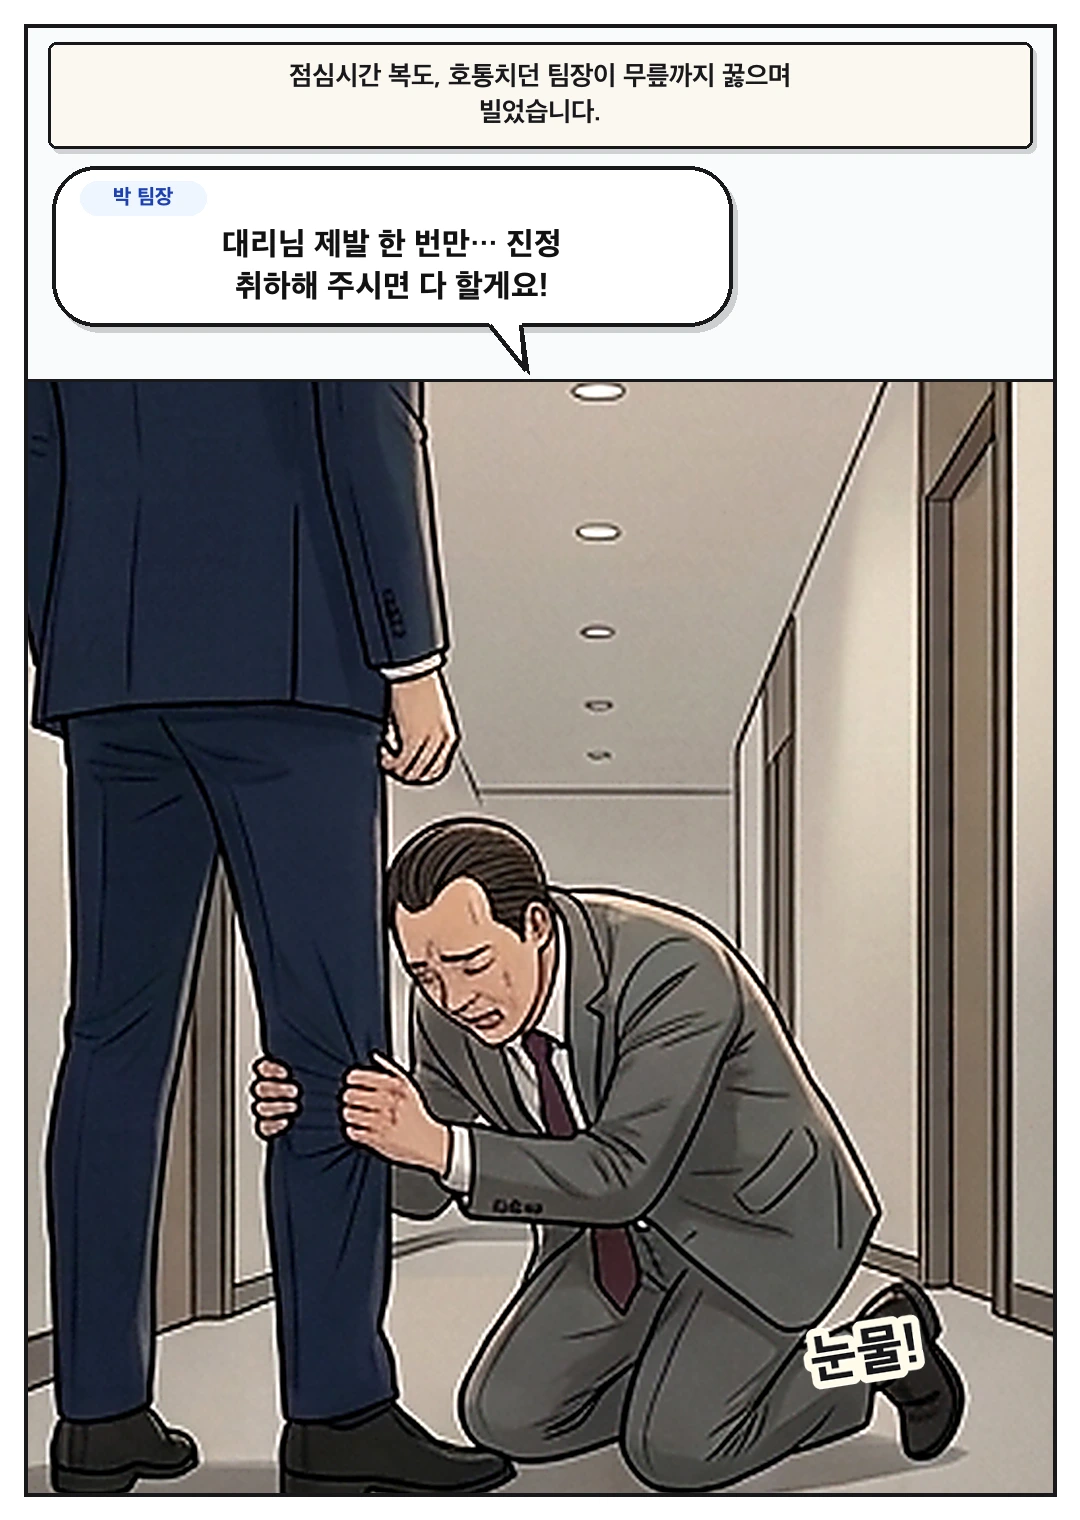 점심시간 복도, 호통치던 팀장이 무릎까지 꿇으며
빌었습니다.
박 팀장
대리님 제발 한 번만… 진정
취하해 주시면 다 할게요!
눈물!